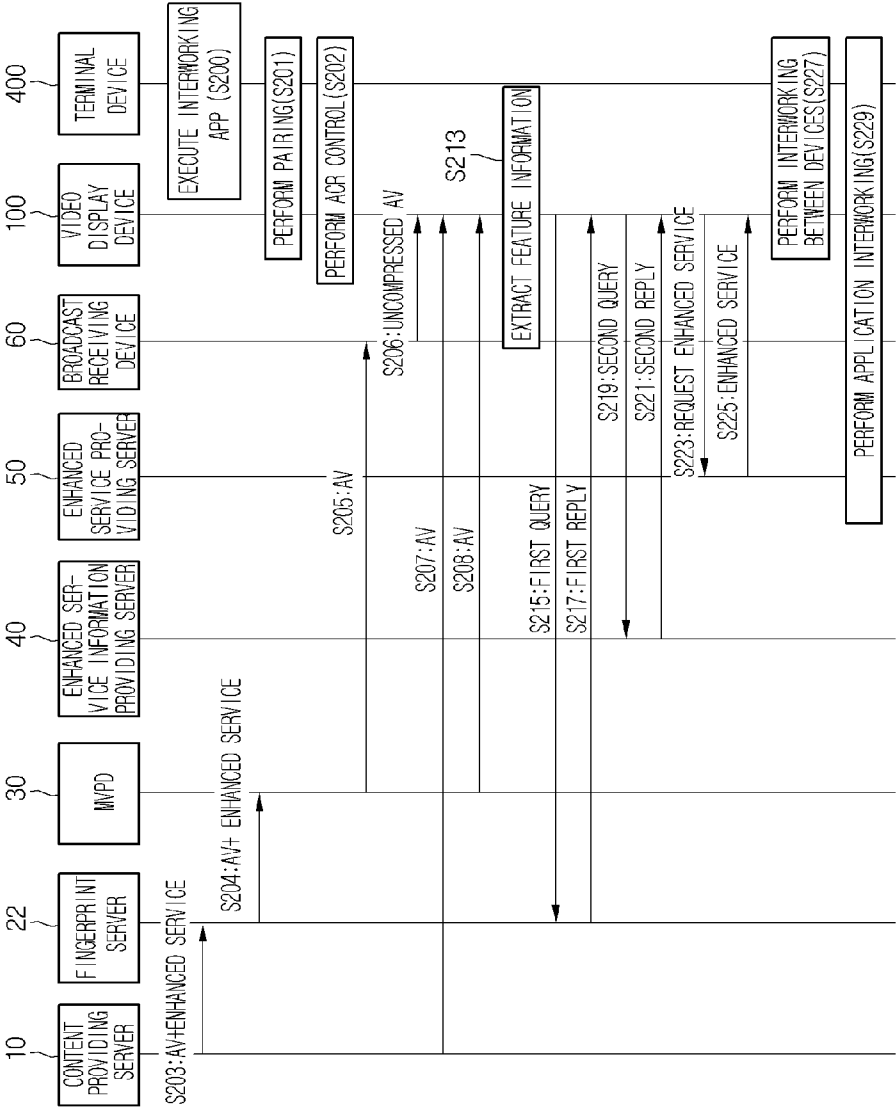 10
CONTENT
PROVIDING
SERVER
22
FINGERPRINT
SERVER
30
MVPD
40
ENHANCED SER-
VICE INFORMATION
PROVIDING SERVER
50
ENHANCED
SERVICE PRO-
VIDING SERVER
60
BROADCAST
RECEIVING
DEVICE
100
VIDEO
DISPLAY
DEVICE
400
TERMINAL
DEVICE
EXECUTE INTERWORKING
APP (S200)
PERFORM PAIRING(S201)
PERFORM ACR CONTROL(S202)
S203:AV+ENHANCED SERVICE
S204:AV+ ENHANCED SERVICE
S205:AV
S206:UNCOMPRESSED AV
S207:AV
S208:AV
S213
EXTRACT FEATURE INFORMATION
S215:FIRST QUERY
S217:FIRST REPLY
S219:SECOND QUERY
S221:SECOND REPLY
S223:REQUEST ENHANCED SERVICE
S225:ENHANCED SERVICE
PERFORM INTERWORKING
BETWEEN DEVICES(S227)
PERFORM APPLICATION INTERWORKING(S229)